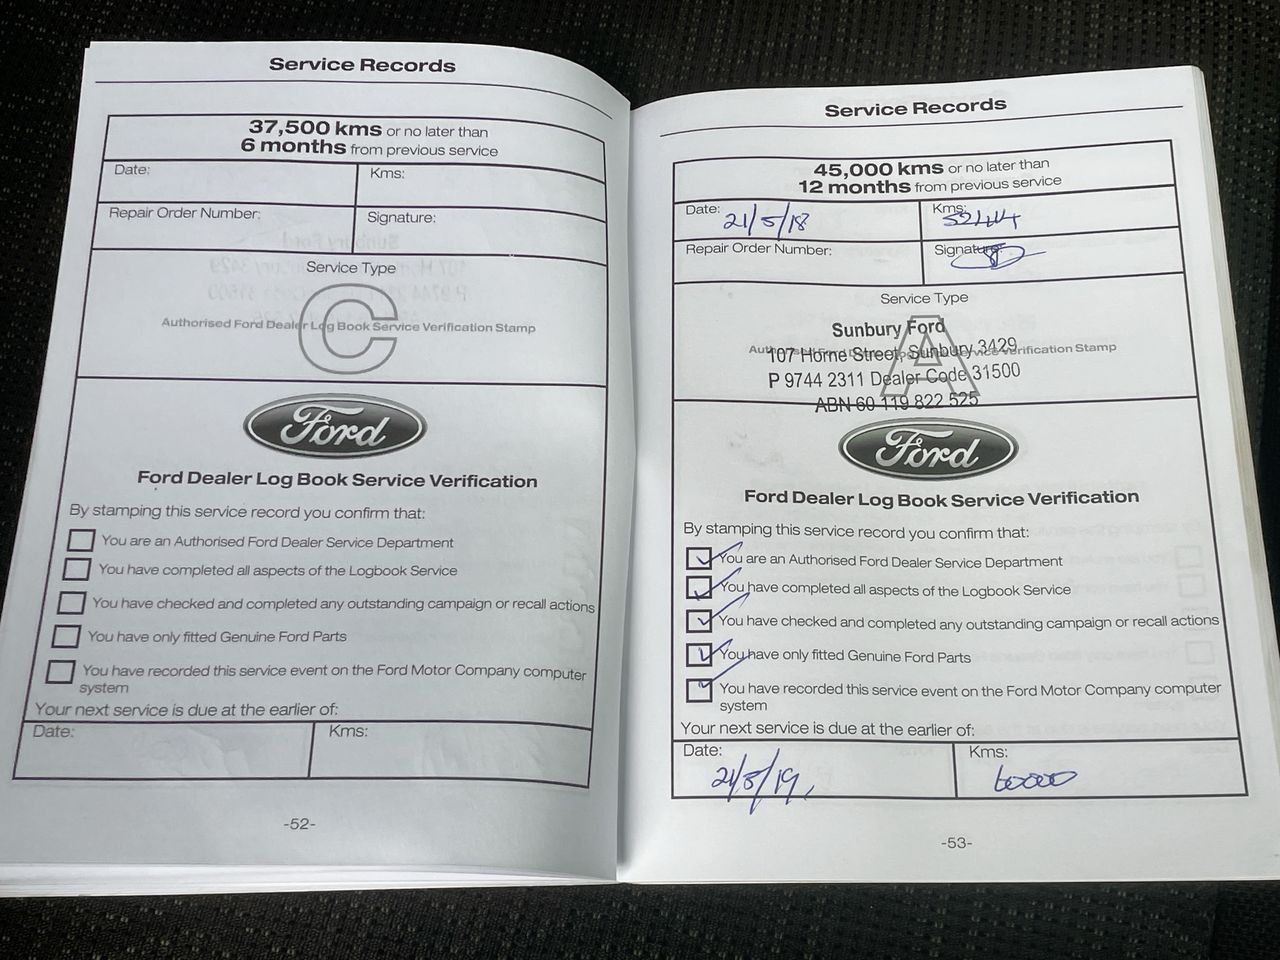 Service Records
37,500 kms or no later than
6 months from previous service
Date:
Kms:
Repair Order Number:
Signature:
Service Type
C
Authorised Ford Dealer Log Book Service Verification Stamp
Ford
Ford Dealer Log Book Service Verification
By stamping this service record you confirm that:
You are an Authorised Ford Dealer Service Department
You have completed all aspects of the Logbook Service
You have checked and completed any outstanding campaign or recall actions
You have only fitted Genuine Ford Parts
You have recorded this service event on the Ford Motor Company computer
system
Your next service is due at the earlier of:
Date:
Kms:
-52-
Service Records
45,000 kms or no later than
12 months from previous service
Date: 21/5/18
Kms:
Repair Order Number:
Signature:
Service Type
A
Sunbury Ford
107 Horne Street, Sunbury 3429
P 9744 2311 Dealer Code 31500
ABN 60 119 822 525
Ford
Ford Dealer Log Book Service Verification
By stamping this service record you confirm that:
You are an Authorised Ford Dealer Service Department
You have completed all aspects of the Logbook Service
You have checked and completed any outstanding campaign or recall actions
You have only fitted Genuine Ford Parts
You have recorded this service event on the Ford Motor Company computer
system
Your next service is due at the earlier of:
Date: 21/5/19
Kms: 60000
-53-